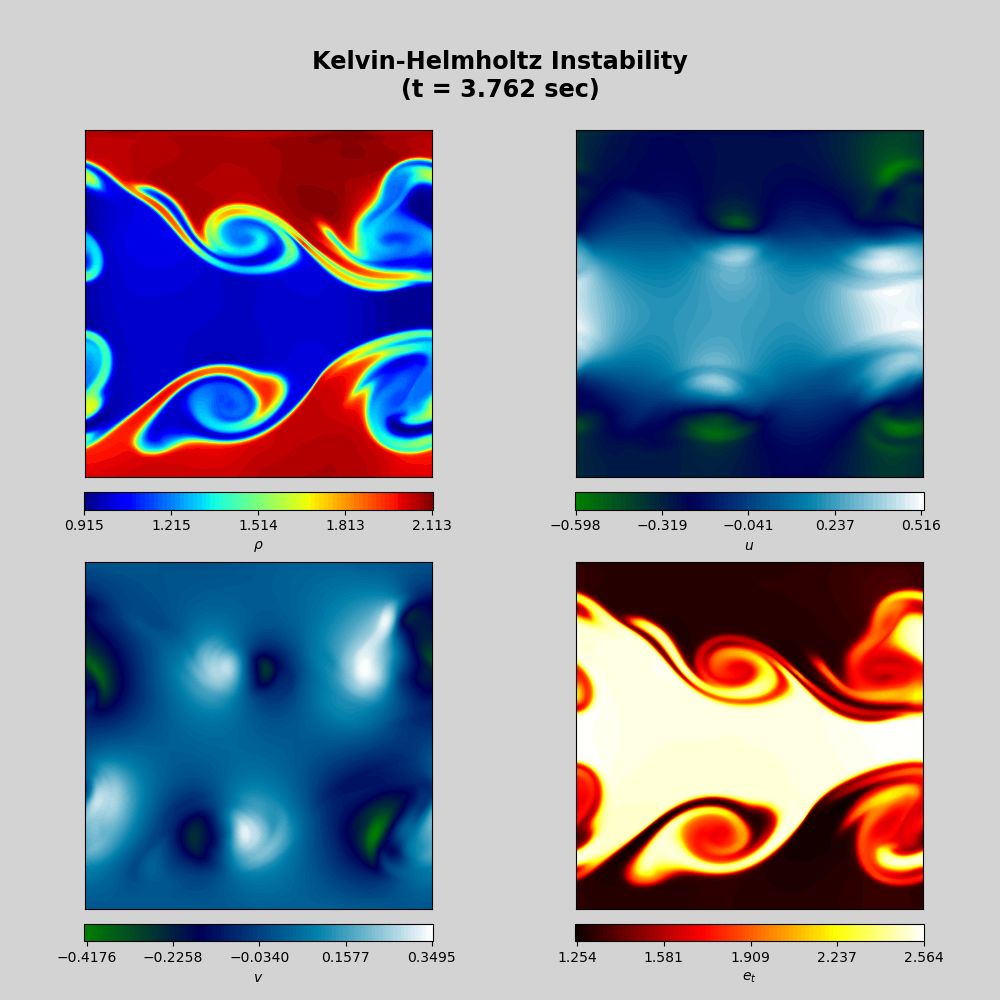 Kelvin-Helmholtz Instability
(t = 3.762 sec)
0.915 1.215 1.514 1.813 2.113
ρ
−0.598 −0.319 −0.041 0.237 0.516
u
−0.4176 −0.2258 −0.0340 0.1577 0.3495
v
1.254 1.581 1.909 2.237 2.564
eₜ